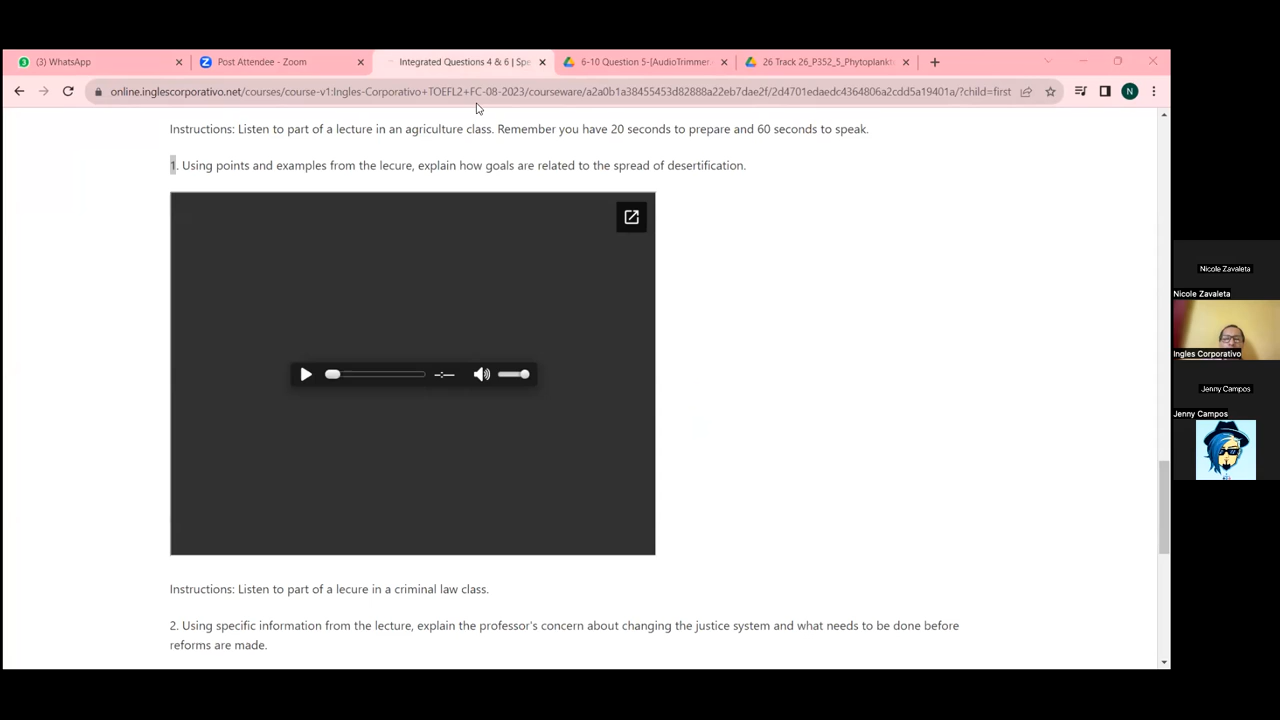 (3) WhatsApp
Post Attendee - Zoom
Integrated Questions 4 & 6 | Spe
6-10 Question 5-[AudioTrimmer.
26 Track 26_P352_5_Phytoplankt
online.inglescorporativo.net/courses/course-v1:Ingles-Corporativo+TOEFL2+FC-08-2023/courseware/a2a0b1a38455453d82888a22eb7dae2f/2d4701edaedc4364806a2cdd5a19401a/?child=first
N
Instructions: Listen to part of a lecture in an agriculture class. Remember you have 20 seconds to prepare and 60 seconds to speak.
1. Using points and examples from the lecure, explain how goals are related to the spread of desertification.
-:--
Instructions: Listen to part of a lecure in a criminal law class.
2. Using specific information from the lecture, explain the professor's concern about changing the justice system and what needs to be done before
reforms are made.
Nicole Zavaleta
Nicole Zavaleta
Ingles Corporativo
Jenny Campos
Jenny Campos